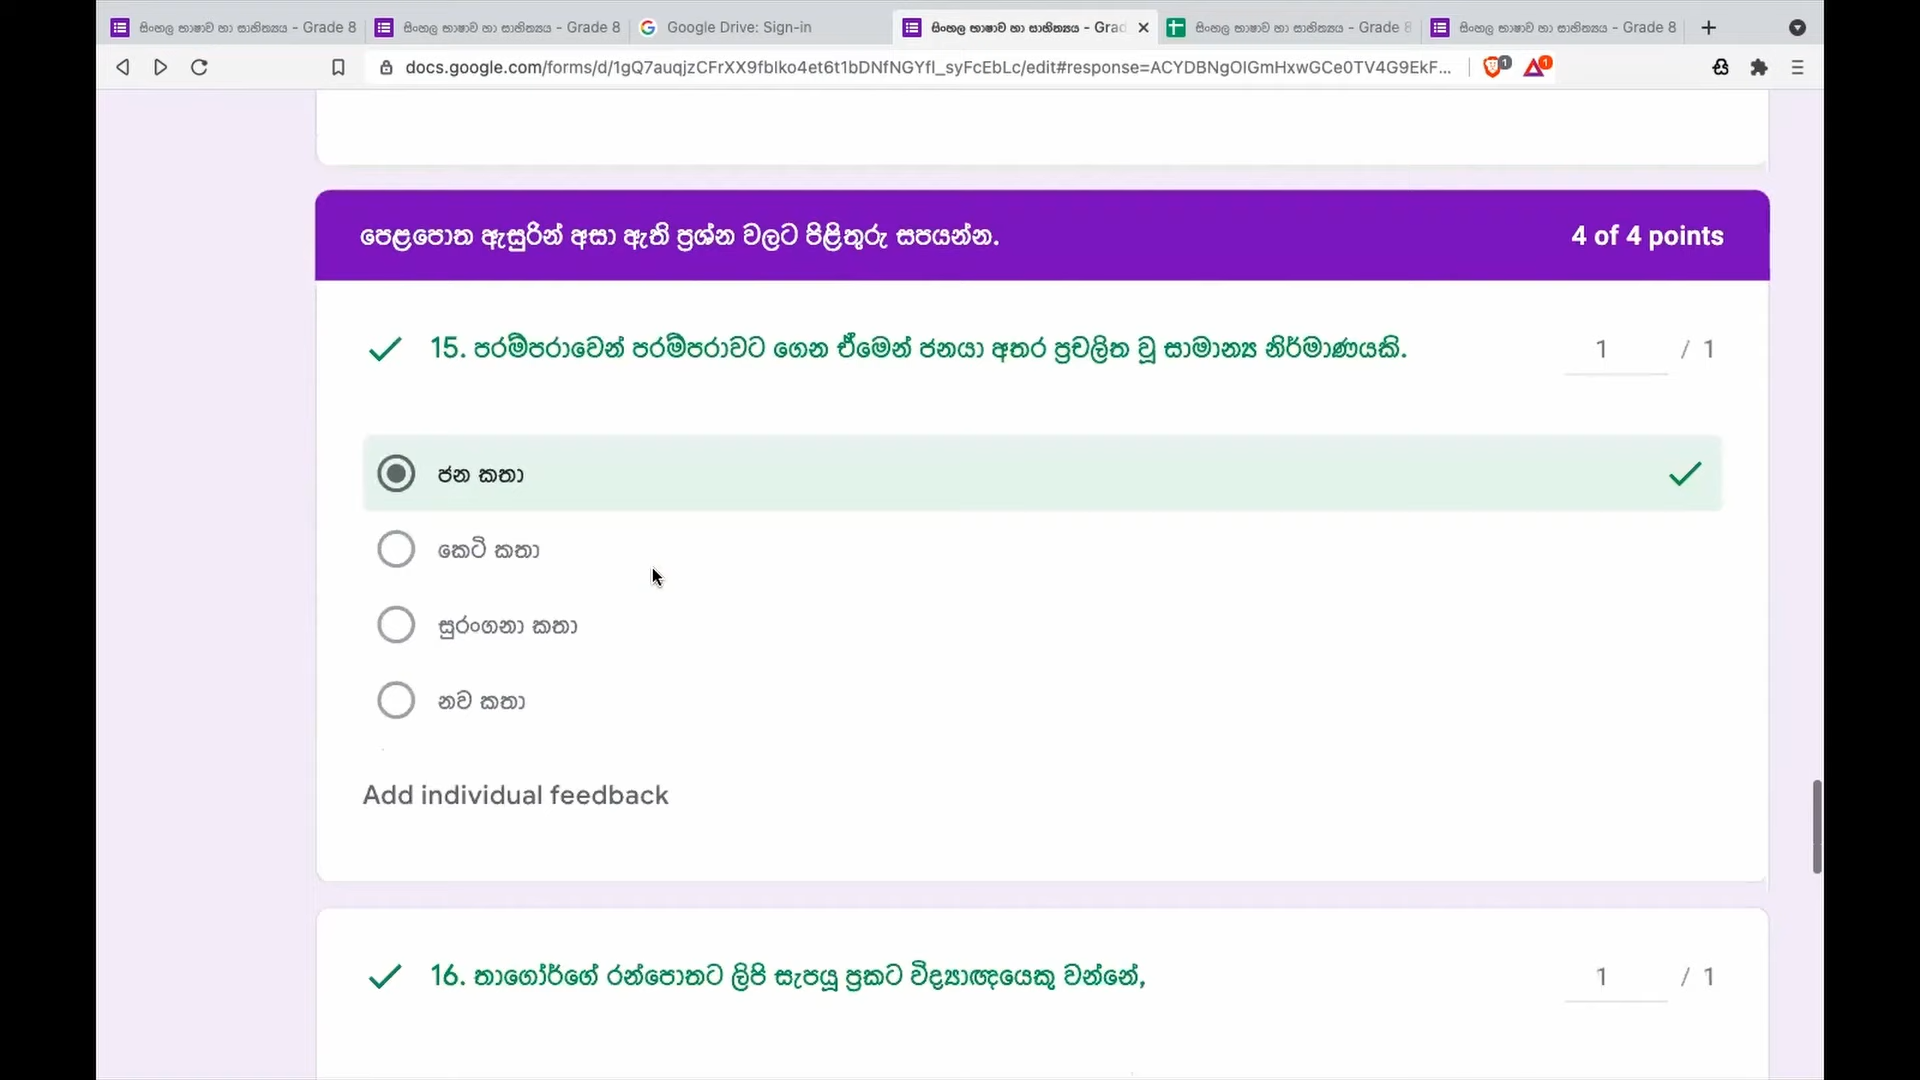 සිංහල භාෂාව හා සාහිත්‍යය - Grade 8
සිංහල භාෂාව හා සාහිත්‍යය - Grade 8
Google Drive: Sign-in
සිංහල භාෂාව හා සාහිත්‍යය - Grad
සිංහල භාෂාව හා සාහිත්‍යය - Grade 8
සිංහල භාෂාව හා සාහිත්‍යය - Grade 8
docs.google.com/forms/d/1gQ7auqjzCFrXX9fblko4et6t1bDNfNGYfl_syFcEbLc/edit#response=ACYDBNgOlGmHxwGCe0TV4G9EkF...
1
1
පෙළපොත ඇසුරින් අසා ඇති ප්‍රශ්න වලට පිළිතුරු සපයන්න.
4 of 4 points
15. පරම්පරාවෙන් පරම්පරාවට ගෙන ඒමෙන් ජනයා අතර ප්‍රචලිත වූ සාමාන්‍ය නිර්මාණයකි.
1 / 1
ජන කතා
කෙටි කතා
සුරංගනා කතා
නව කතා
Add individual feedback
16. තාගෝර්ගේ රන්පොතට ලිපි සැපයූ ප්‍රකට විද්‍යාඥයෙකු වන්නේ,
1 / 1